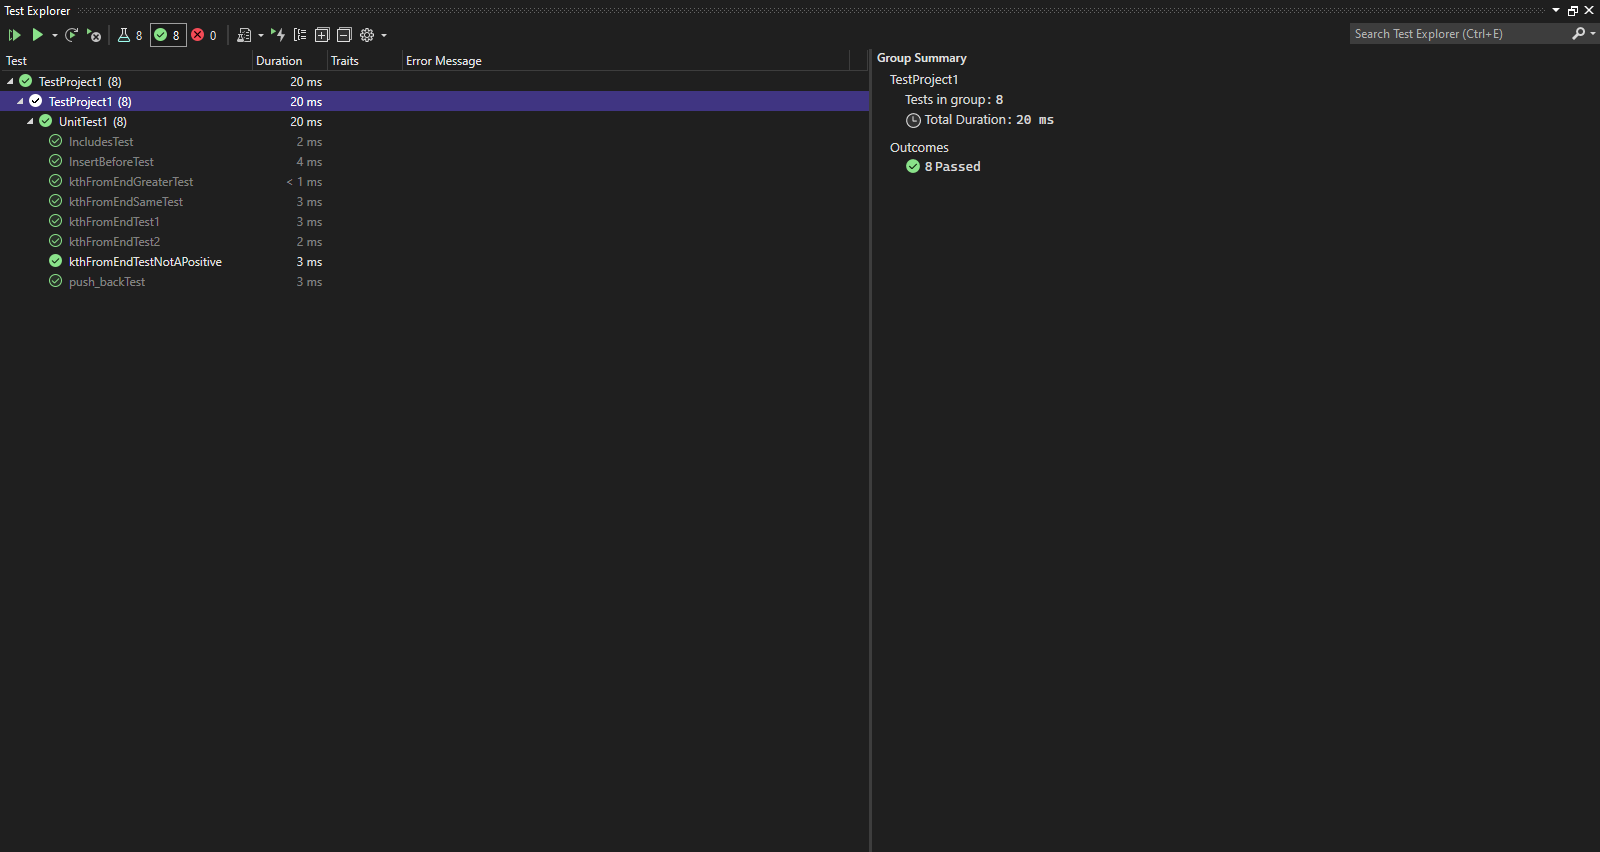 Test Explorer
8 8 0
Search Test Explorer (Ctrl+E)
Test Duration Traits Error Message
TestProject1 (8) 20 ms
TestProject1 (8) 20 ms
UnitTest1 (8) 20 ms
IncludesTest 2 ms
InsertBeforeTest 4 ms
kthFromEndGreaterTest < 1 ms
kthFromEndSameTest 3 ms
kthFromEndTest1 3 ms
kthFromEndTest2 2 ms
kthFromEndTestNotAPositive 3 ms
push_backTest 3 ms
Group Summary
TestProject1
Tests in group: 8
Total Duration: 20 ms
Outcomes
8 Passed